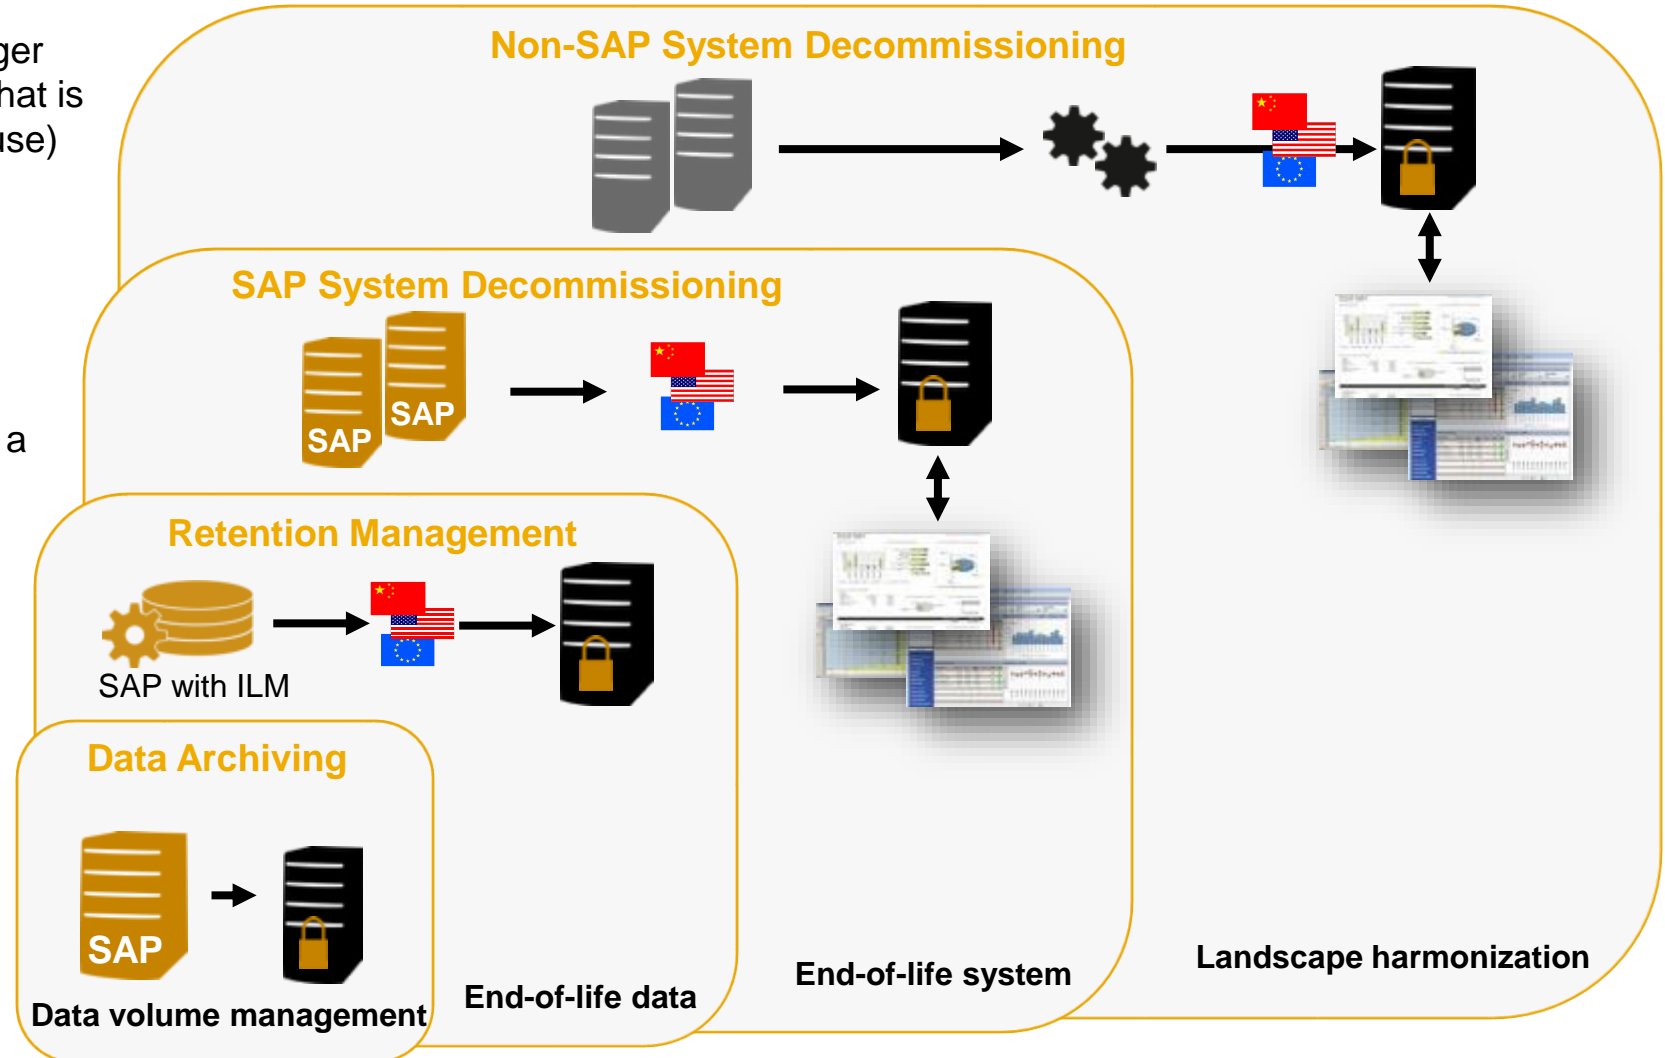 ger
hat is
use)
a
Non-SAP System Decommissioning
SAP System Decommissioning
SAP
SAP
Retention Management
SAP with ILM
Data Archiving
SAP
Data volume management
End-of-life data
End-of-life system
Landscape harmonization